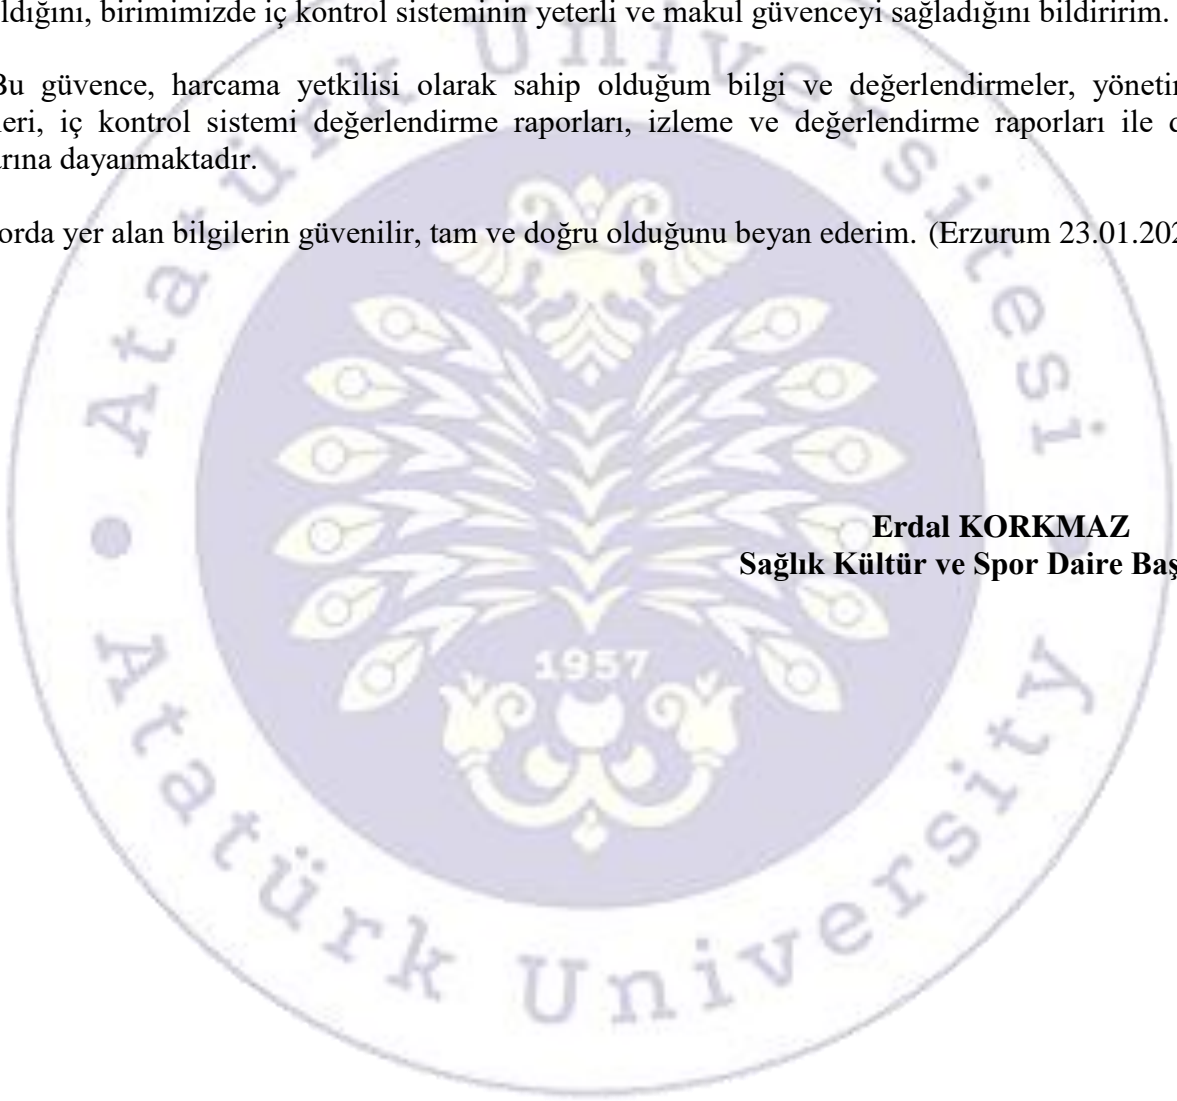 ldığını, birimimizde iç kontrol sisteminin yeterli ve makul güvenceyi sağladığını bildiririm.
Bu güvence, harcama yetkilisi olarak sahip olduğum bilgi ve değerlendirmeler, yönetim
leri, iç kontrol sistemi değerlendirme raporları, izleme ve değerlendirme raporları ile d
rına dayanmaktadır.
orda yer alan bilgilerin güvenilir, tam ve doğru olduğunu beyan ederim. (Erzurum 23.01.202
Erdal KORKMAZ
Sağlık Kültür ve Spor Daire Baş
Atatürk Üniversitesi
1957
Atatürk University